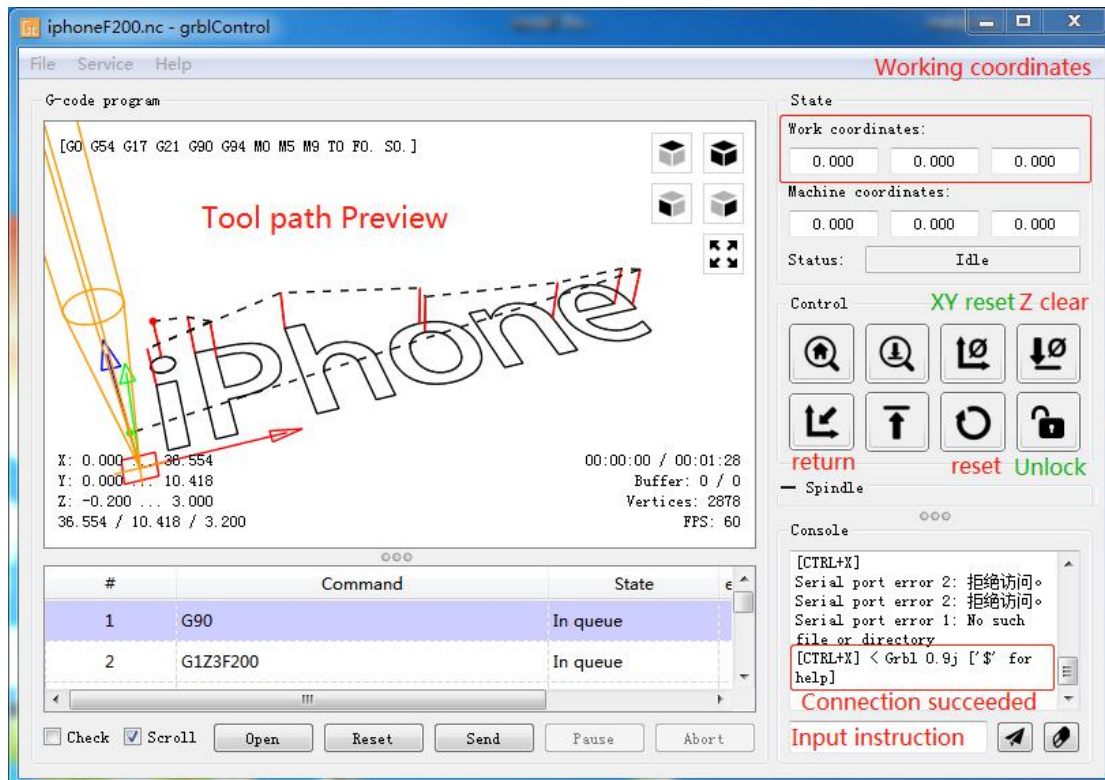 iphoneF200.nc - grblControl
File Service Help
Working coordinates
G-code program
[G0 G54 G17 G21 G90 G94 M0 M5 M9 T0 F0. S0.]
Tool path Preview
iPhone
X: 0.000 ... 36.554
Y: 0.000 ... 10.418
Z: -0.200 ... 3.000
36.554 / 10.418 / 3.200
00:00:00 / 00:01:28
Buffer: 0 / 0
Vertices: 2878
FPS: 60
# Command State e
1 G90 In queue
2 G1Z3F200 In queue
Check Scroll Open Reset Send Pause Abort
State
Work coordinates:
0.000 0.000 0.000
Machine coordinates:
0.000 0.000 0.000
Status: Idle
Control XY reset Z clear
return reset Unlock
Spindle
Console
[CTRL+X]
Serial port error 2: 拒绝访问。
Serial port error 2: 拒绝访问。
Serial port error 1: No such
file or directory
[CTRL+X] < Grbl 0.9j ['$' for
help]
Connection succeeded
Input instruction